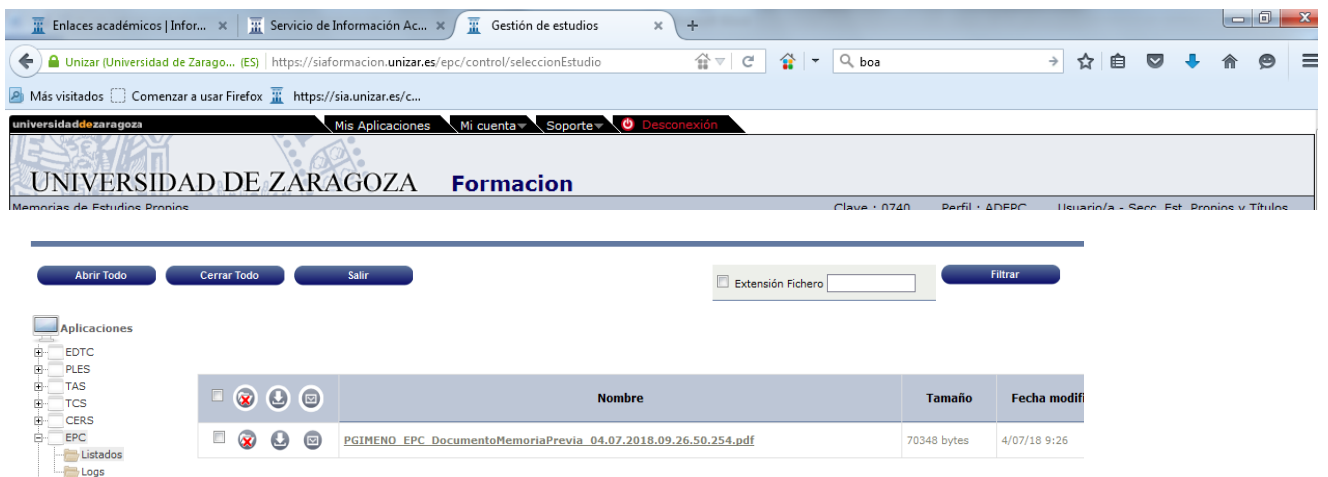 Enlaces académicos | Infor... × Servicio de Información Ac... × Gestión de estudios × +
Unizar (Universidad de Zarago... (ES) https://siaformacion.unizar.es/epc/control/seleccionEstudio boa
Más visitados Comenzar a usar Firefox https://sia.unizar.es/c...
universidaddezaragoza Mis Aplicaciones Mi cuenta Soporte Desconexión
UNIVERSIDAD DE ZARAGOZA Formacion
Memorias de Estudios Propios Clave : 0740 Perfil : ADEPC Usuario/a - Secc. Est. Propios y Títulos
Abrir Todo Cerrar Todo Salir Extensión Fichero Filtrar
Aplicaciones
EDTC
PLES
TAS
TCS
CERS
EPC
Listados
Logs
Nombre Tamaño Fecha modifi
PGIMENO_EPC_DocumentoMemoriaPrevia_04.07.2018.09.26.50.254.pdf 70348 bytes 4/07/18 9:26